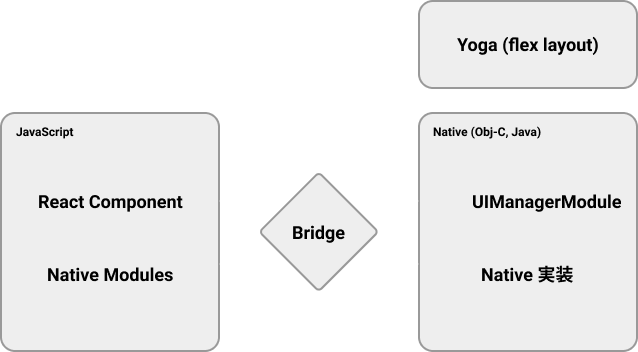 Yoga (flex layout)
JavaScript
React Component
Native Modules
Bridge
Native (Obj-C, Java)
UIManagerModule
Native 実装